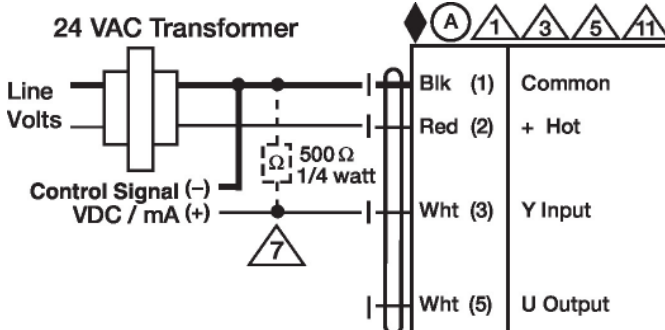 24 VAC Transformer
A 1 3 5 11
Line
Volts
Blk (1) Common
Red (2) + Hot
Ω 500 Ω
1/4 watt
Control Signal (–)
VDC / mA (+)
Wht (3) Y Input
7
Wht (5) U Output